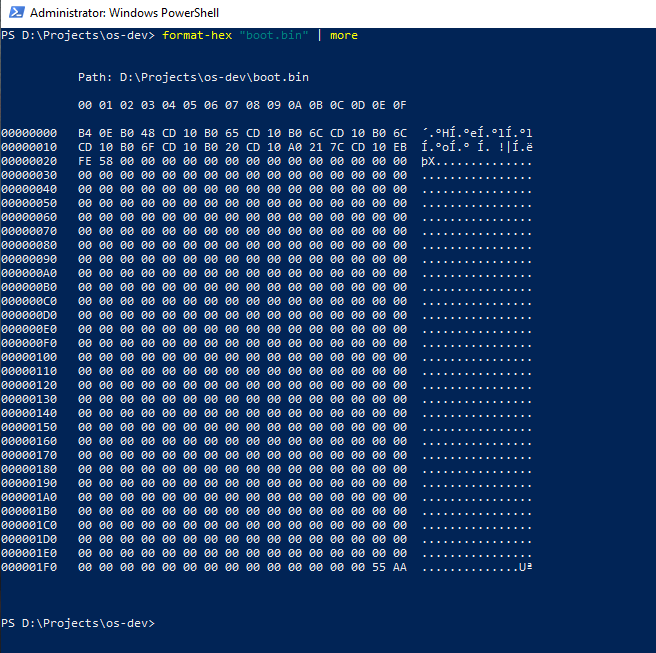 Administrator: Windows PowerShell
PS D:\Projects\os-dev> format-hex "boot.bin" | more
Path: D:\Projects\os-dev\boot.bin
00 01 02 03 04 05 06 07 08 09 0A 0B 0C 0D 0E 0F
00000000 B4 0E B0 48 CD 10 B0 65 CD 10 B0 6C CD 10 B0 6C ´.°HÍ.°eÍ.°lÍ.°l
00000010 CD 10 B0 6F CD 10 B0 20 CD 10 A0 21 7C CD 10 EB Í.°oÍ.° Í. !|Í.ë
00000020 FE 58 00 00 00 00 00 00 00 00 00 00 00 00 00 00 þX..............
00000030 00 00 00 00 00 00 00 00 00 00 00 00 00 00 00 00 ................
00000040 00 00 00 00 00 00 00 00 00 00 00 00 00 00 00 00 ................
00000050 00 00 00 00 00 00 00 00 00 00 00 00 00 00 00 00 ................
00000060 00 00 00 00 00 00 00 00 00 00 00 00 00 00 00 00 ................
00000070 00 00 00 00 00 00 00 00 00 00 00 00 00 00 00 00 ................
00000080 00 00 00 00 00 00 00 00 00 00 00 00 00 00 00 00 ................
00000090 00 00 00 00 00 00 00 00 00 00 00 00 00 00 00 00 ................
000000A0 00 00 00 00 00 00 00 00 00 00 00 00 00 00 00 00 ................
000000B0 00 00 00 00 00 00 00 00 00 00 00 00 00 00 00 00 ................
000000C0 00 00 00 00 00 00 00 00 00 00 00 00 00 00 00 00 ................
000000D0 00 00 00 00 00 00 00 00 00 00 00 00 00 00 00 00 ................
000000E0 00 00 00 00 00 00 00 00 00 00 00 00 00 00 00 00 ................
000000F0 00 00 00 00 00 00 00 00 00 00 00 00 00 00 00 00 ................
00000100 00 00 00 00 00 00 00 00 00 00 00 00 00 00 00 00 ................
00000110 00 00 00 00 00 00 00 00 00 00 00 00 00 00 00 00 ................
00000120 00 00 00 00 00 00 00 00 00 00 00 00 00 00 00 00 ................
00000130 00 00 00 00 00 00 00 00 00 00 00 00 00 00 00 00 ................
00000140 00 00 00 00 00 00 00 00 00 00 00 00 00 00 00 00 ................
00000150 00 00 00 00 00 00 00 00 00 00 00 00 00 00 00 00 ................
00000160 00 00 00 00 00 00 00 00 00 00 00 00 00 00 00 00 ................
00000170 00 00 00 00 00 00 00 00 00 00 00 00 00 00 00 00 ................
00000180 00 00 00 00 00 00 00 00 00 00 00 00 00 00 00 00 ................
00000190 00 00 00 00 00 00 00 00 00 00 00 00 00 00 00 00 ................
000001A0 00 00 00 00 00 00 00 00 00 00 00 00 00 00 00 00 ................
000001B0 00 00 00 00 00 00 00 00 00 00 00 00 00 00 00 00 ................
000001C0 00 00 00 00 00 00 00 00 00 00 00 00 00 00 00 00 ................
000001D0 00 00 00 00 00 00 00 00 00 00 00 00 00 00 00 00 ................
000001E0 00 00 00 00 00 00 00 00 00 00 00 00 00 00 00 00 ................
000001F0 00 00 00 00 00 00 00 00 00 00 00 00 00 00 55 AA ..............Uª
PS D:\Projects\os-dev>